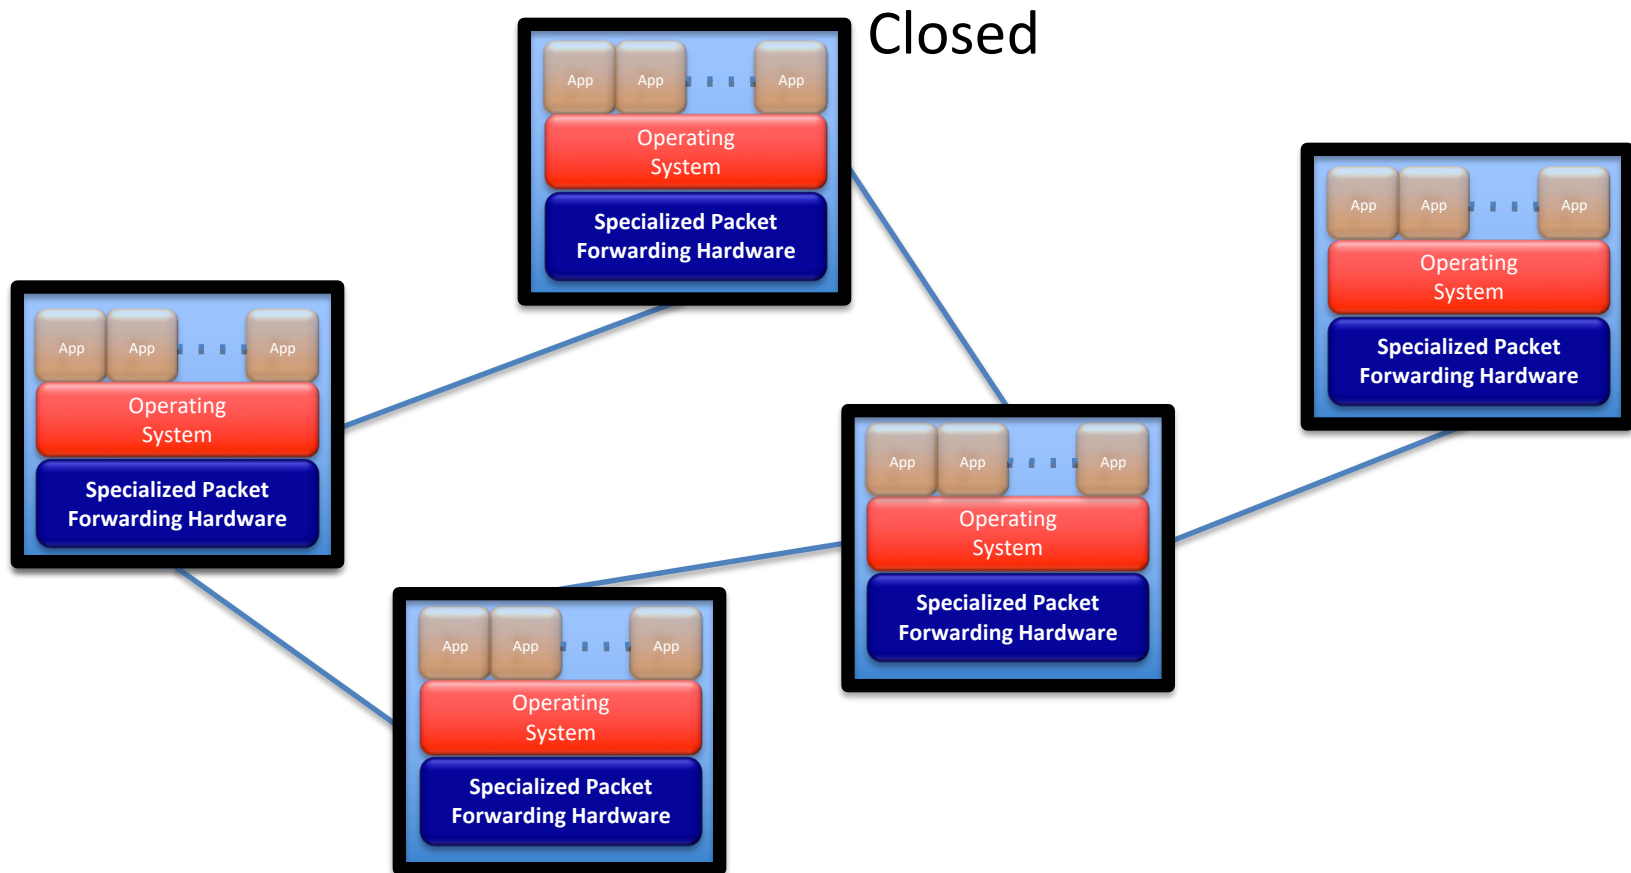 Closed
App App App
Operating
System
Specialized Packet
Forwarding Hardware
App App App
Operating
System
Specialized Packet
Forwarding Hardware
App App App
Operating
System
Specialized Packet
Forwarding Hardware
App App App
Operating
System
Specialized Packet
Forwarding Hardware
App App App
Operating
System
Specialized Packet
Forwarding Hardware